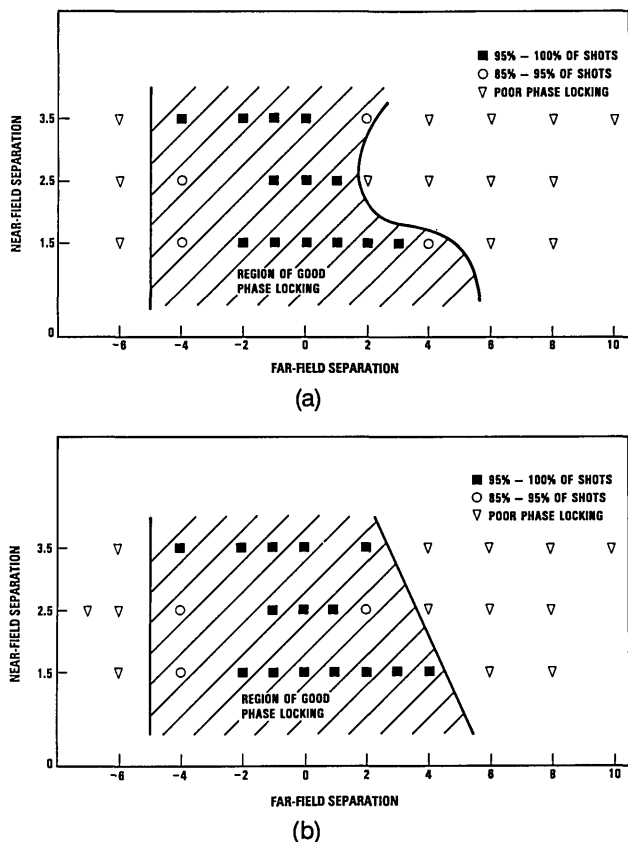 ■ 95% – 100% OF SHOTS
○ 85% – 95% OF SHOTS
▽ POOR PHASE LOCKING
NEAR-FIELD SEPARATION
3.5
2.5
1.5
0
REGION OF GOOD
PHASE LOCKING
-6 -4 -2 0 2 4 6 8 10
FAR-FIELD SEPARATION
(a)
■ 95% – 100% OF SHOTS
○ 85% – 95% OF SHOTS
▽ POOR PHASE LOCKING
NEAR-FIELD SEPARATION
3.5
2.5
1.5
0
REGION OF GOOD
PHASE LOCKING
-6 -4 -2 0 2 4 6 8 10
FAR-FIELD SEPARATION
(b)